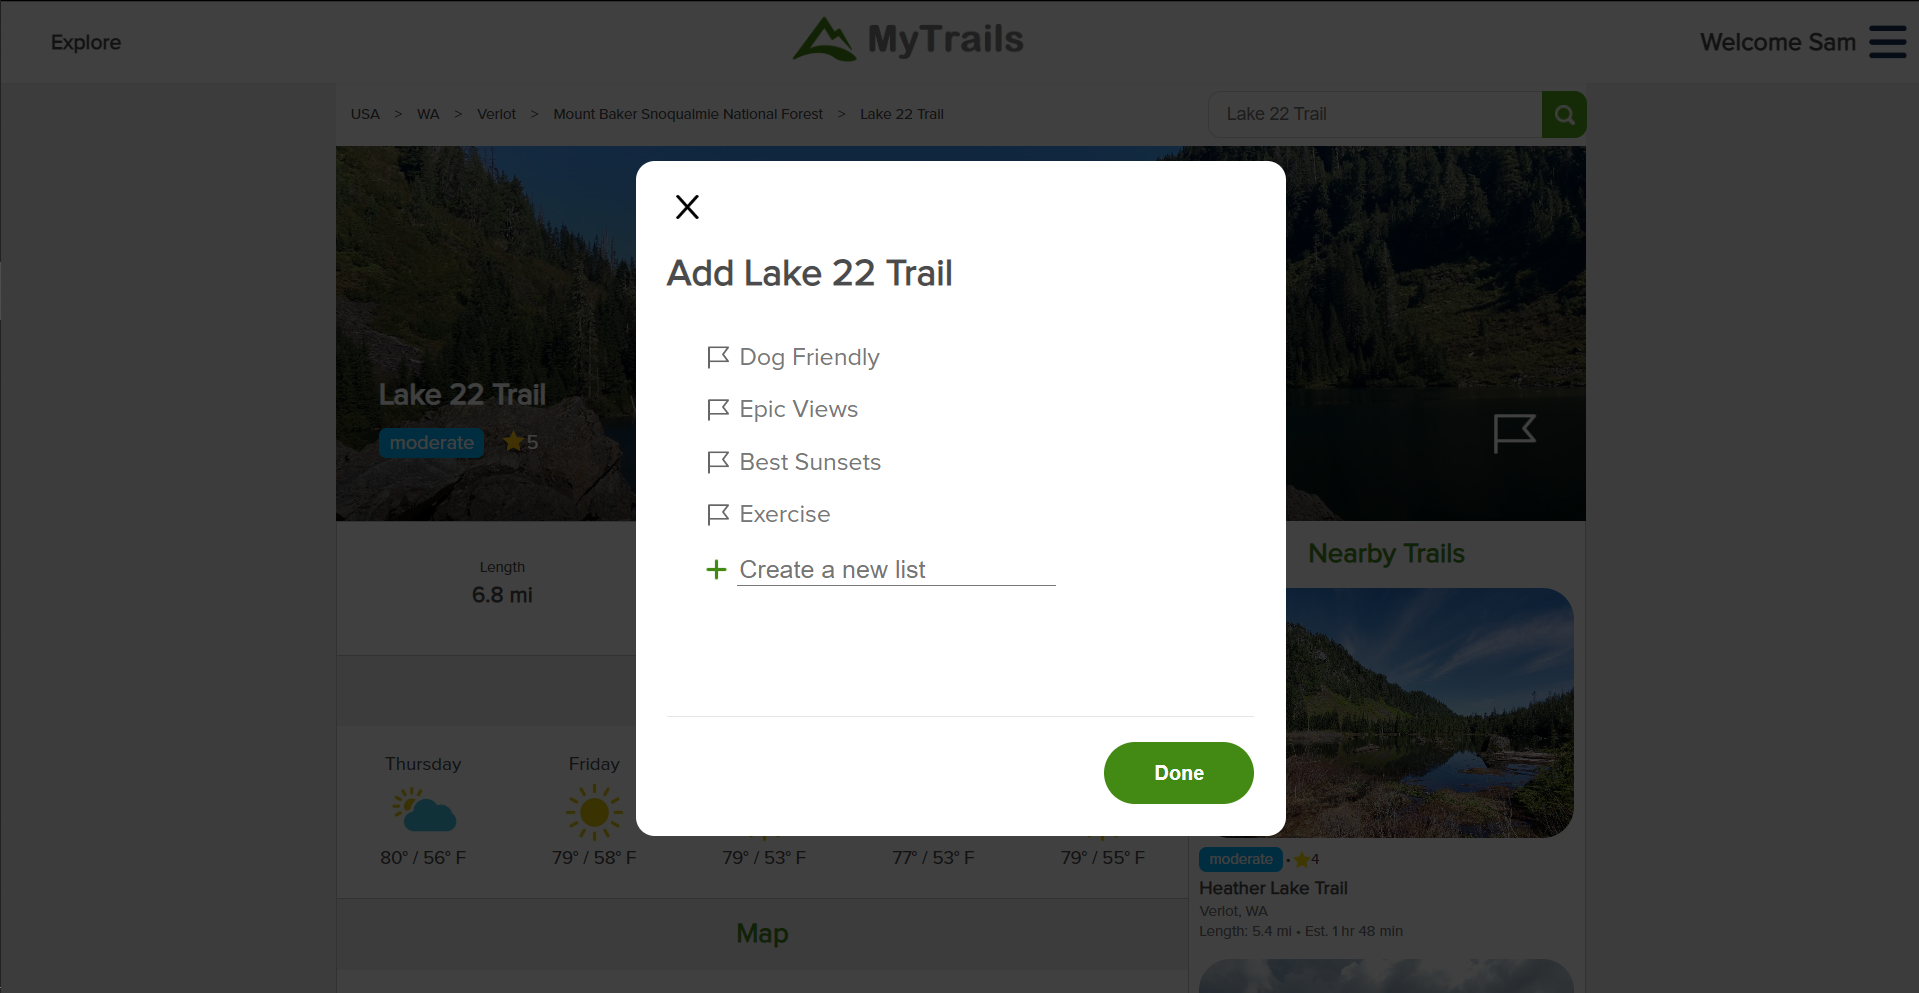 Explore
MyTrails
Welcome Sam
USA > WA > Verlot > Mount Baker Snoqualmie National Forest > Lake 22 Trail
Lake 22 Trail
Add Lake 22 Trail
Dog Friendly
Epic Views
Best Sunsets
Exercise
+ Create a new list
Done
Lake 22 Trail
moderate 5
Length
6.8 mi
Thursday
Friday
80° / 56° F
79° / 58° F
79° / 53° F
77° / 53° F
79° / 55° F
Map
Nearby Trails
moderate • 4
Heather Lake Trail
Verlot, WA
Length: 5.4 mi • Est. 1 hr 48 min